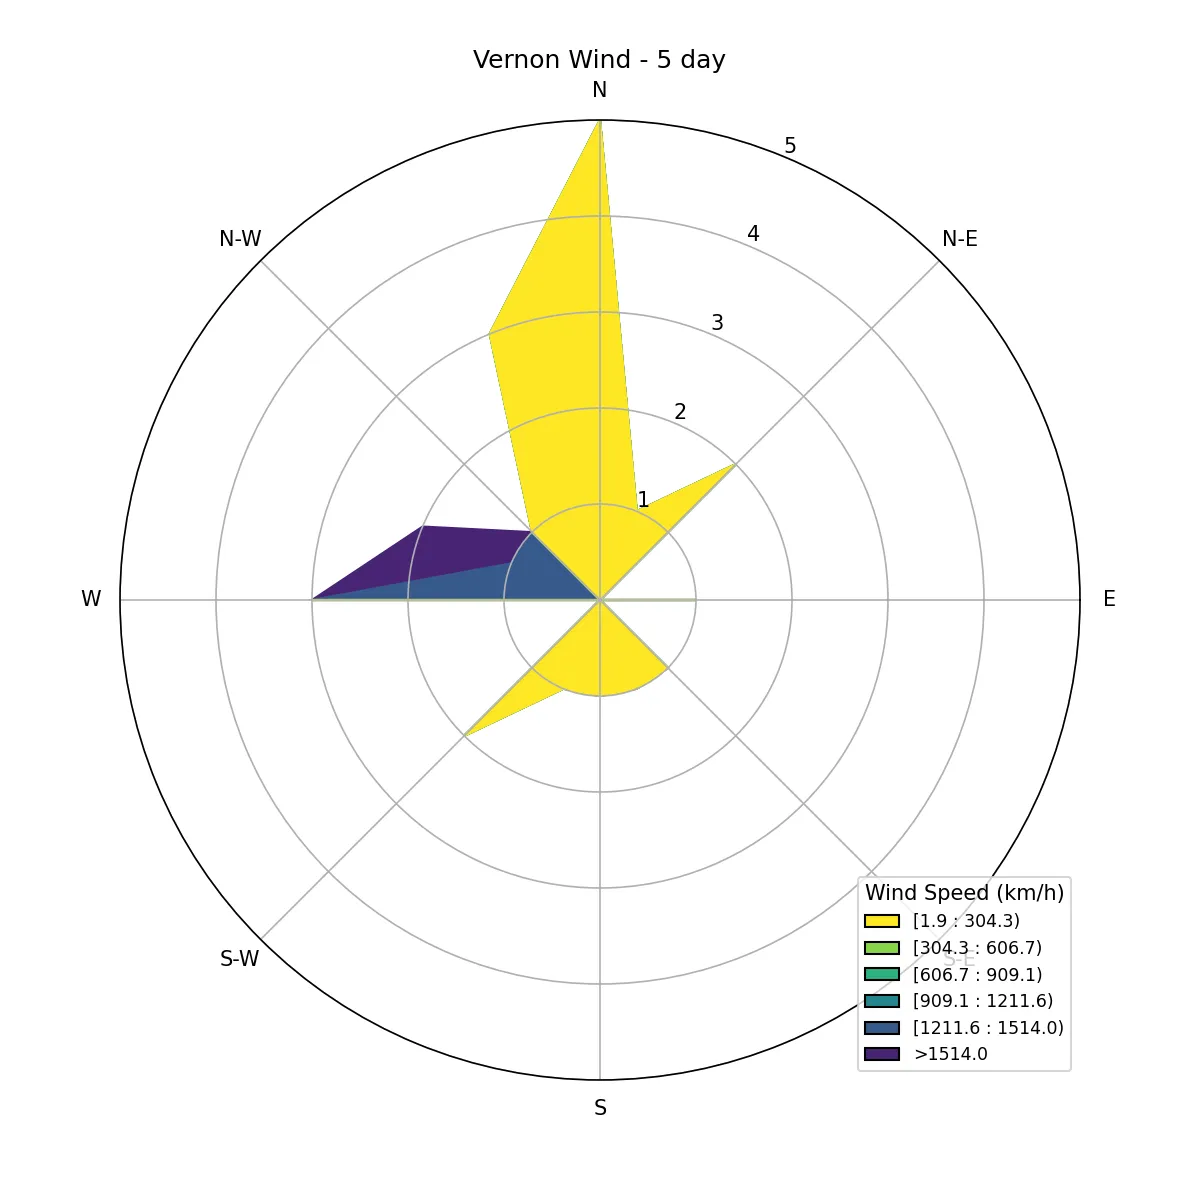 Vernon Wind - 5 day
N
5
N-W
4
N-E
3
2
1
W
E
Wind Speed (km/h)
[1.9 : 304.3)
[304.3 : 606.7)
S-W
S-E
[606.7 : 909.1)
[909.1 : 1211.6)
[1211.6 : 1514.0)
>1514.0
S